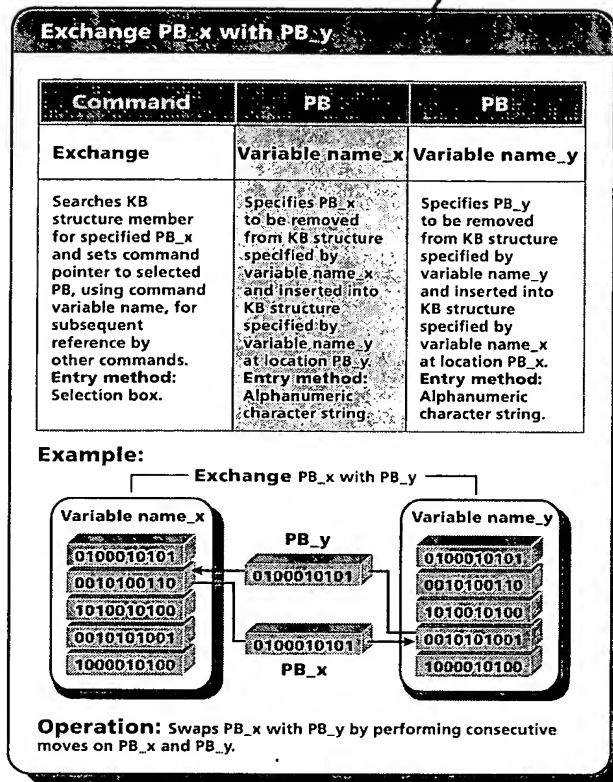 Exchange PB_x with PB_y
Command PB PB
Exchange Variable name_x Variable name_y
Searches KB
structure member
for specified PB_x
and sets command
pointer to selected
PB, using command
variable name, for
subsequent
reference by
other commands.
Entry method:
Selection box.
Specifies PB_x
to be removed
from KB structure
specified by
variable name_x
and inserted into
KB structure
specified by
variable name_y
at location PB_y.
Entry method:
Alphanumeric
character string.
Specifies PB_y
to be removed
from KB structure
specified by
variable name_y
and inserted into
KB structure
specified by
variable name_x
at location PB_x.
Entry method:
Alphanumeric
character string.
Example:
Exchange PB_x with PB_y
Variable name_x
0100010101
0010100110
1010010100
0010101001
1000010100
PB_y
0100010101
0100010101
PB_x
Variable name_y
0100010101
0010100110
1010010100
0010101001
1000010100
Operation: Swaps PB_x with PB_y by performing consecutive
moves on PB_x and PB_y.